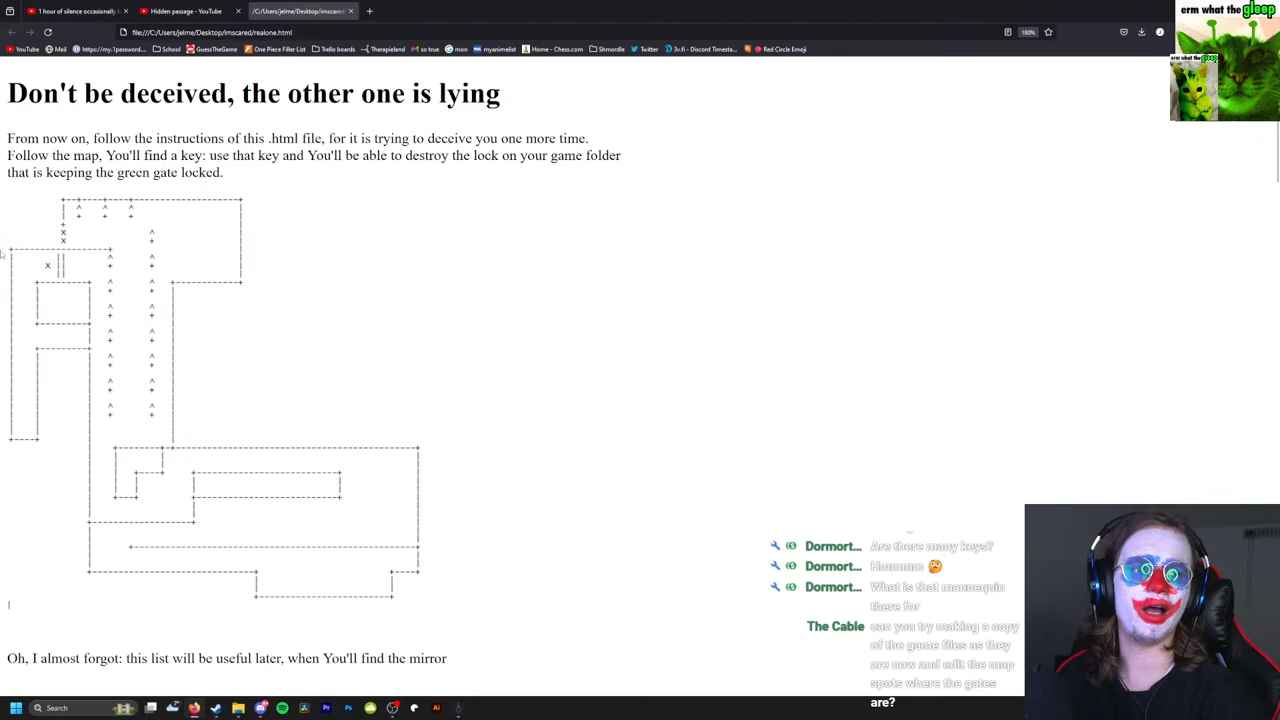 1 hour of silence occasionally b
Hidden passage - YouTube
/C:/Users/jelme/Desktop/imscared/
erm what the gleep
file:///C:/Users/jelme/Desktop/imscared/realone.html
180%
YouTube
Mail
https://my.1password...
School
GuessTheGame
One Piece Filler List
Trello boards
Therapielend
so true
mon
myanimelist
Home - Chess.com
Shmordle
Twitter
3v.fi - Discord Timesta...
Red Circle Emoji
erm what the gleep
Don't be deceived, the other one is lying
From now on, follow the instructions of this .html file, for it is trying to deceive you one more time.
Follow the map, You'll find a key: use that key and You'll be able to destroy the lock on your game folder
that is keeping the green gate locked.
x
x
x
Oh, I almost forgot: this list will be useful later, when You'll find the mirror
Dormort... Are there many keys?
Dormort... Hmmmm 🤔
Dormort... What is that mannequin
there for
The Cable can you try making a copy
of the game files as they
are now and edit the map
spots where the gates
are?
Search